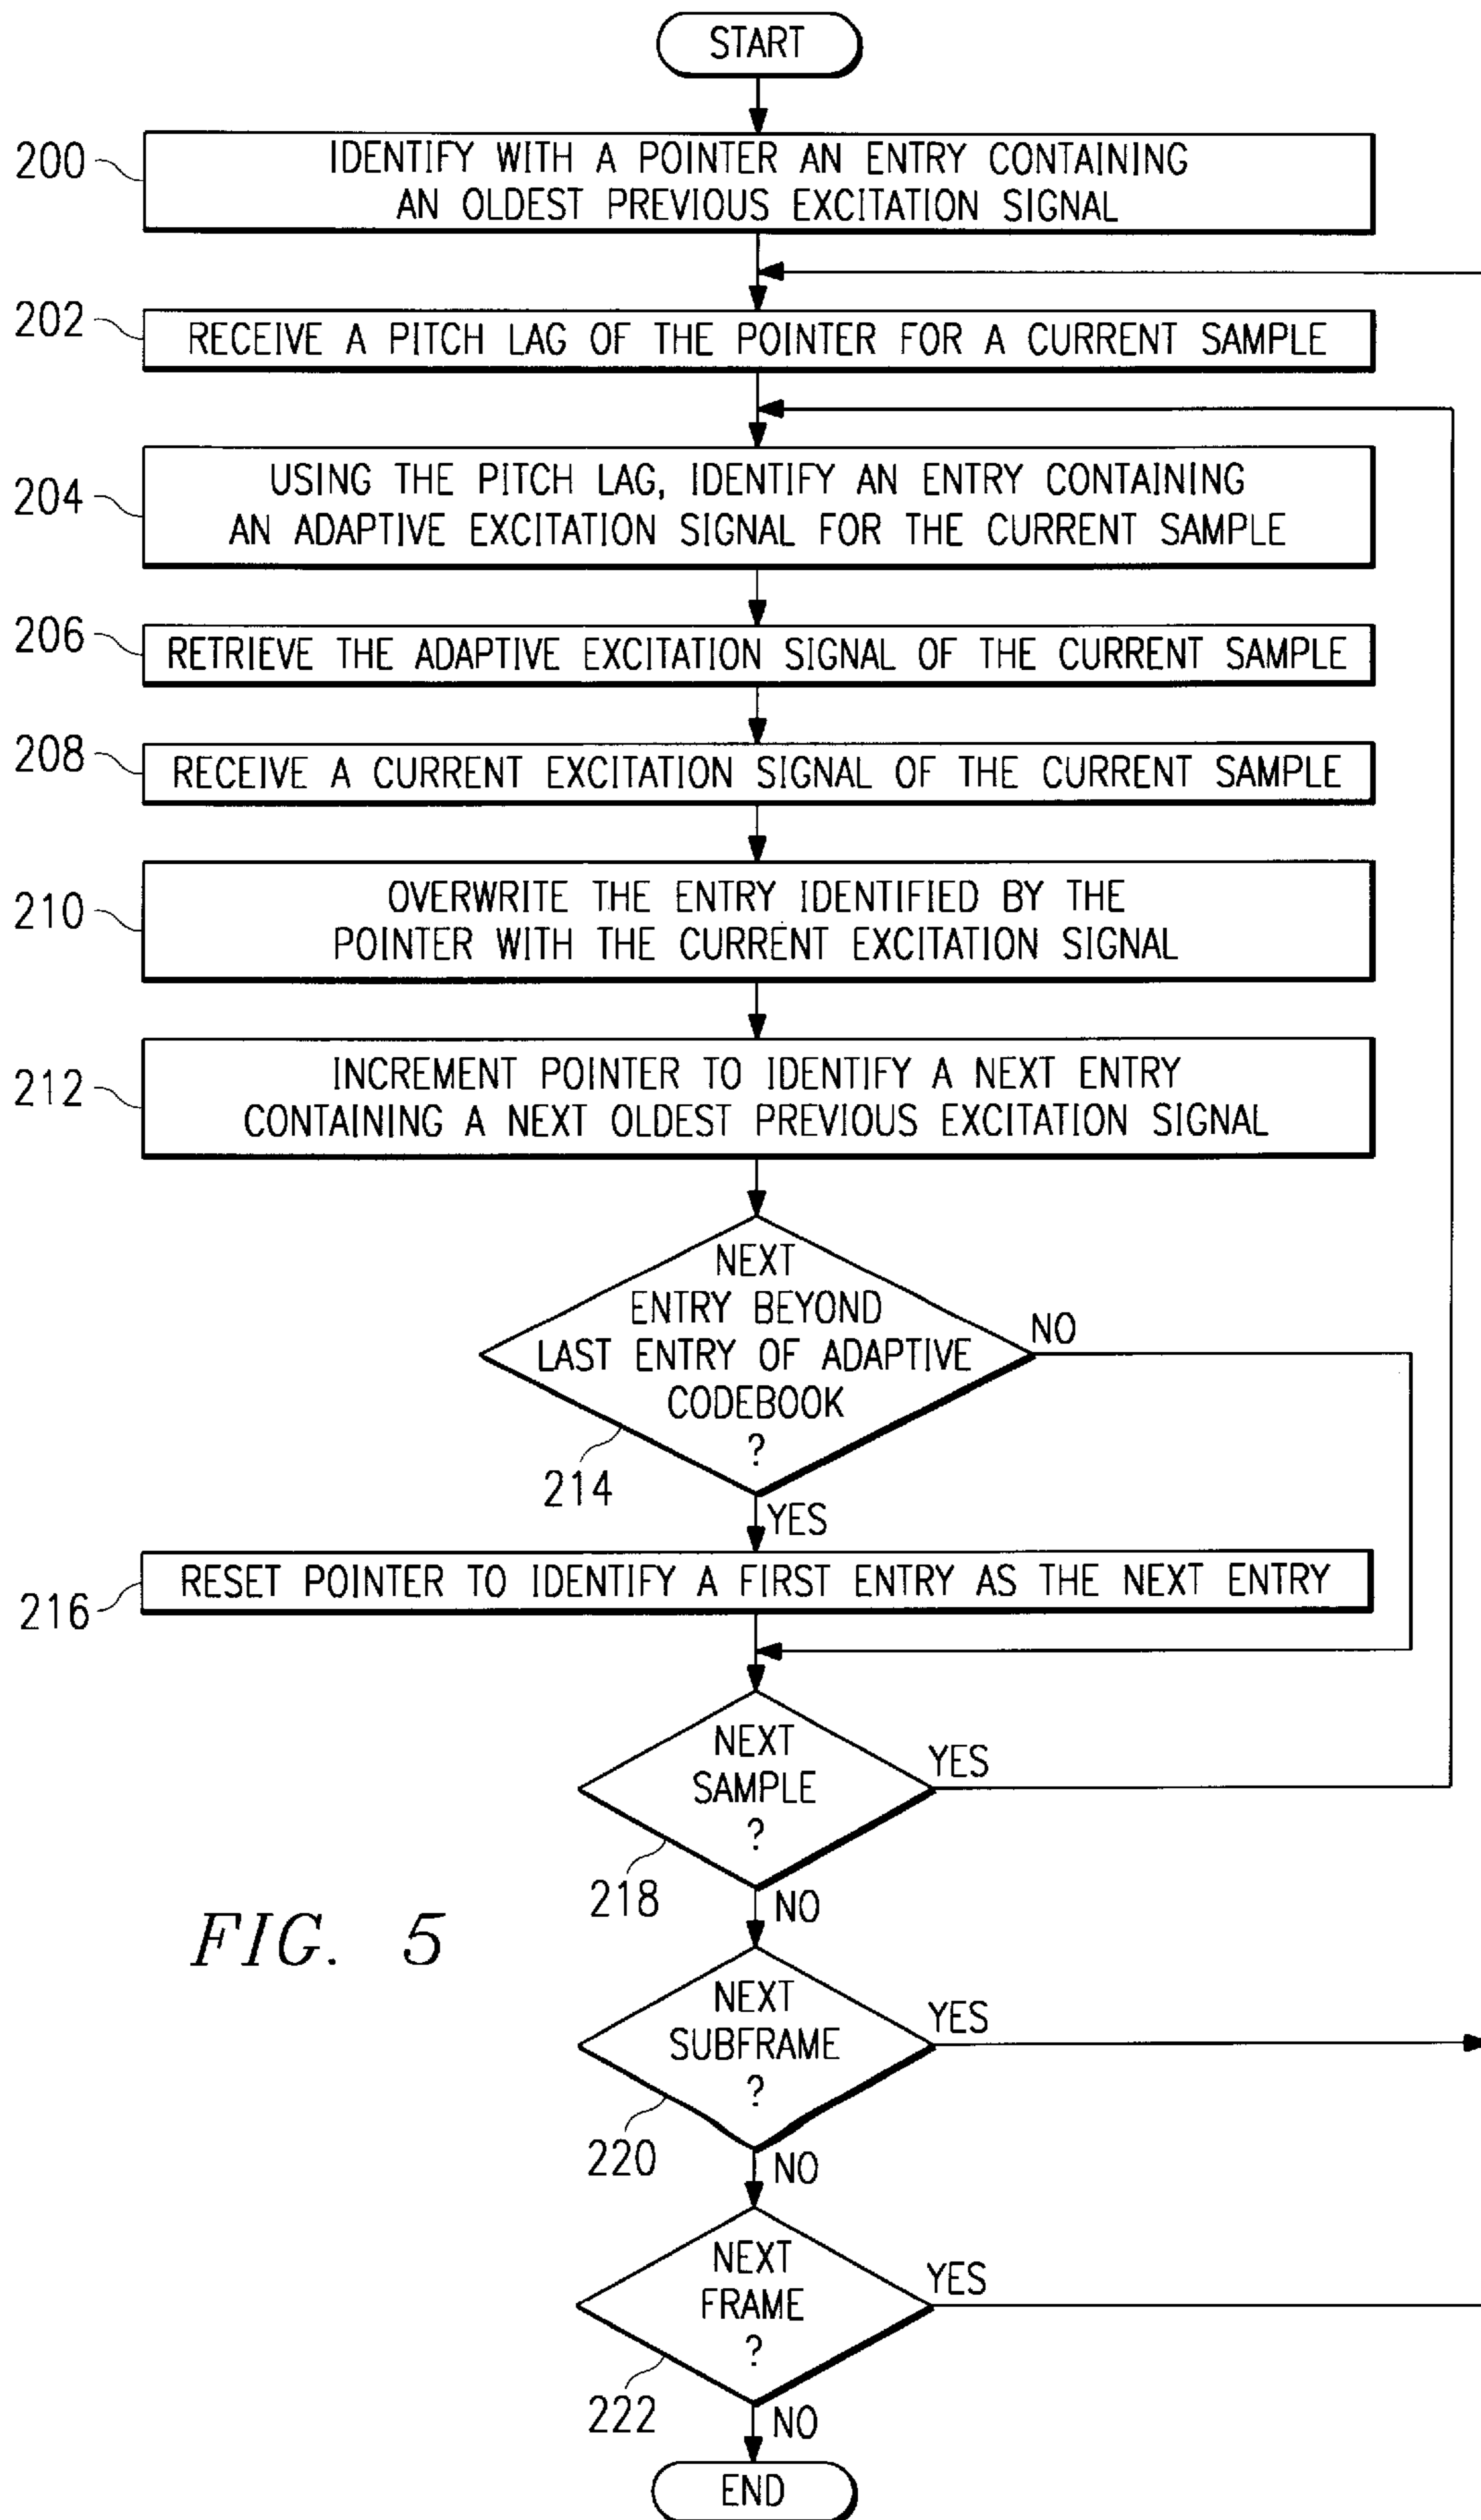 START
200
IDENTIFY WITH A POINTER AN ENTRY CONTAINING
AN OLDEST PREVIOUS EXCITATION SIGNAL
202
RECEIVE A PITCH LAG OF THE POINTER FOR A CURRENT SAMPLE
204
USING THE PITCH LAG, IDENTIFY AN ENTRY CONTAINING
AN ADAPTIVE EXCITATION SIGNAL FOR THE CURRENT SAMPLE
206
RETRIEVE THE ADAPTIVE EXCITATION SIGNAL OF THE CURRENT SAMPLE
208
RECEIVE A CURRENT EXCITATION SIGNAL OF THE CURRENT SAMPLE
210
OVERWRITE THE ENTRY IDENTIFIED BY THE
POINTER WITH THE CURRENT EXCITATION SIGNAL
212
INCREMENT POINTER TO IDENTIFY A NEXT ENTRY
CONTAINING A NEXT OLDEST PREVIOUS EXCITATION SIGNAL
NEXT
ENTRY BEYOND
LAST ENTRY OF ADAPTIVE
CODEBOOK
?
NO
214
YES
RESET POINTER TO IDENTIFY A FIRST ENTRY AS THE NEXT ENTRY
216
NEXT
SAMPLE
?
YES
218
NO
FIG. 5
NEXT
SUBFRAME
?
YES
220
NO
NEXT
FRAME
?
YES
222
NO
END